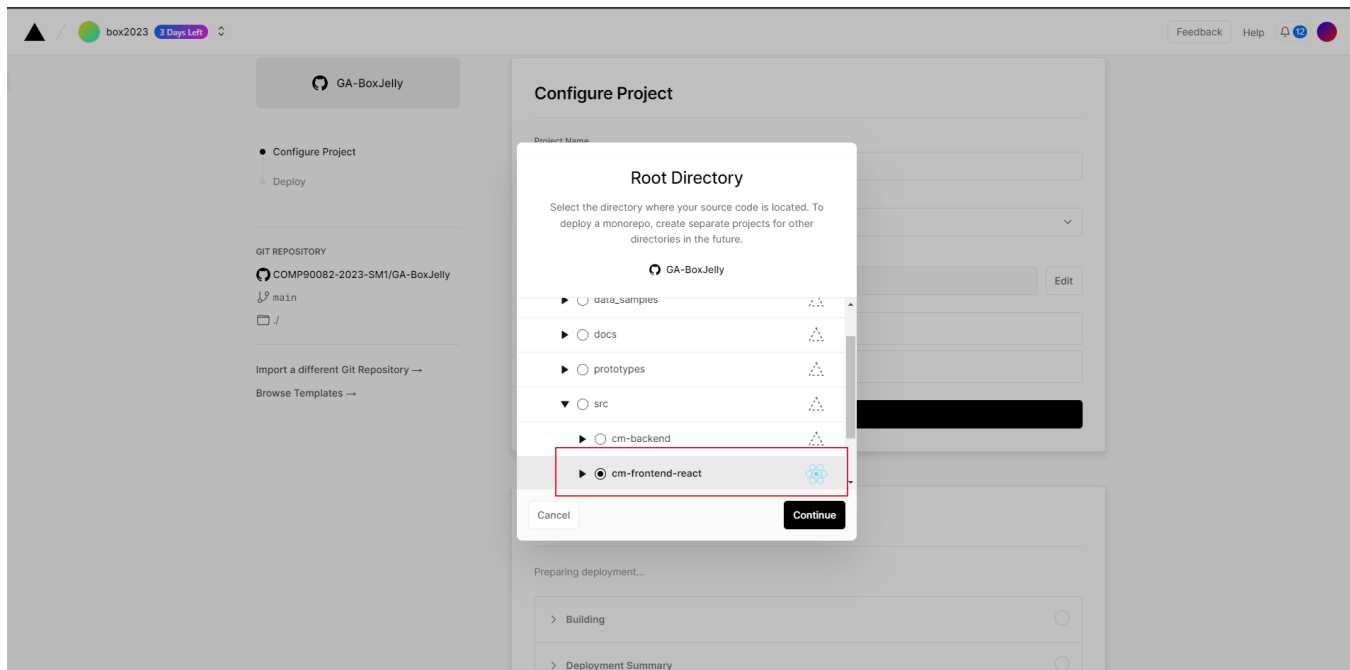 box2023 3 Days Left
Feedback Help 12
GA-BoxJelly
Configure Project
Deploy
GIT REPOSITORY
COMP90082-2023-SM1/GA-BoxJelly
main
./
Import a different Git Repository →
Browse Templates →
Configure Project
Project Name
Edit
Root Directory
Select the directory where your source code is located. To
deploy a monorepo, create separate projects for other
directories in the future.
GA-BoxJelly
data_samples
docs
prototypes
src
cm-backend
cm-frontend-react
Cancel Continue
Preparing deployment...
Building
Deployment Summary